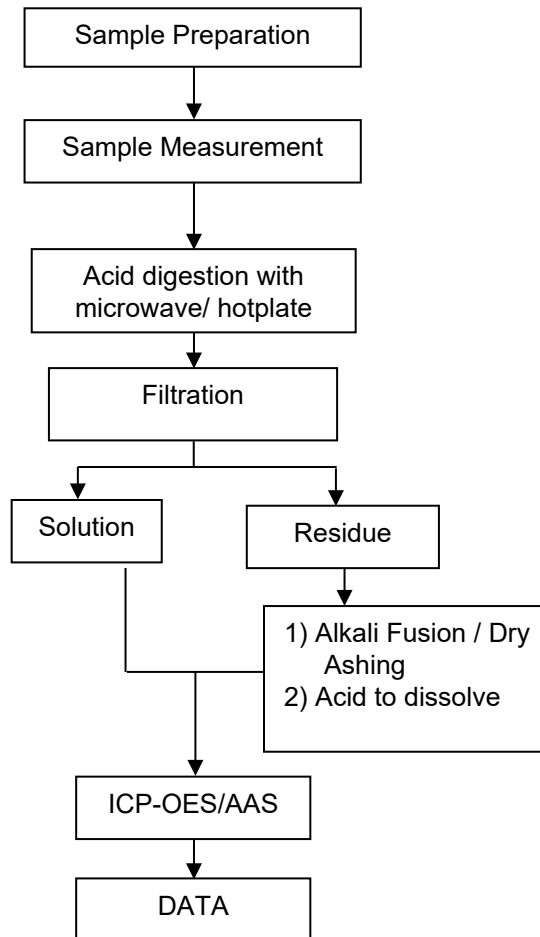 Sample Preparation
Sample Measurement
Acid digestion with
microwave/ hotplate
Filtration
Solution
Residue
1) Alkali Fusion / Dry
Ashing
2) Acid to dissolve
ICP-OES/AAS
DATA